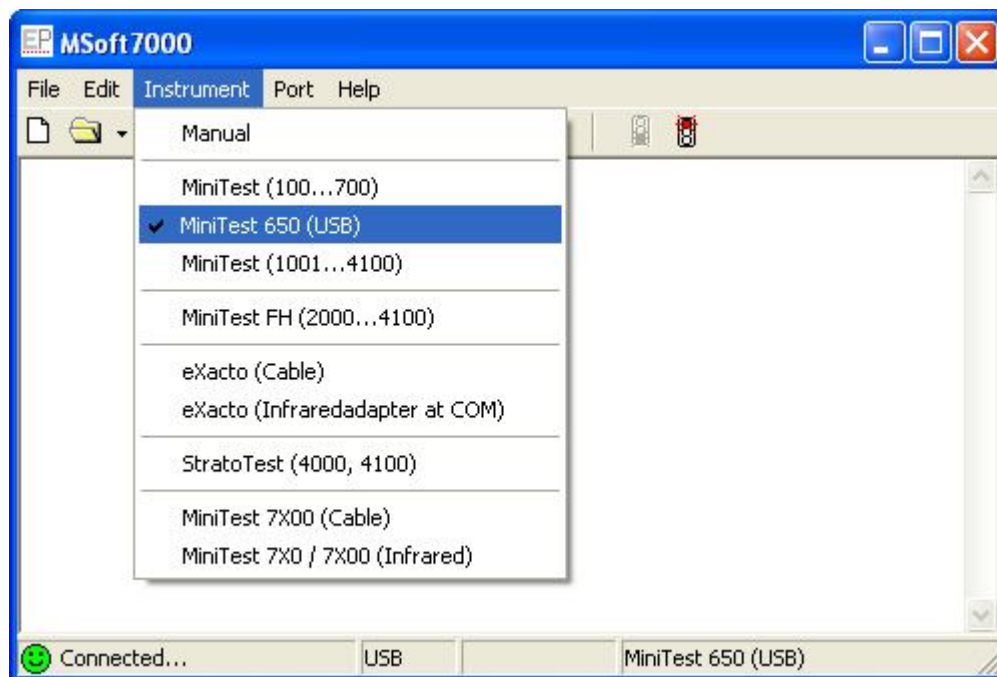 EP MSoft7000
File Edit Instrument Port Help
Manual
MiniTest (100...700)
MiniTest 650 (USB)
MiniTest (1001...4100)
MiniTest FH (2000...4100)
eXacto (Cable)
eXacto (Infraredadapter at COM)
StratoTest (4000, 4100)
MiniTest 7X00 (Cable)
MiniTest 7X0 / 7X00 (Infrared)
Connected... USB MiniTest 650 (USB)